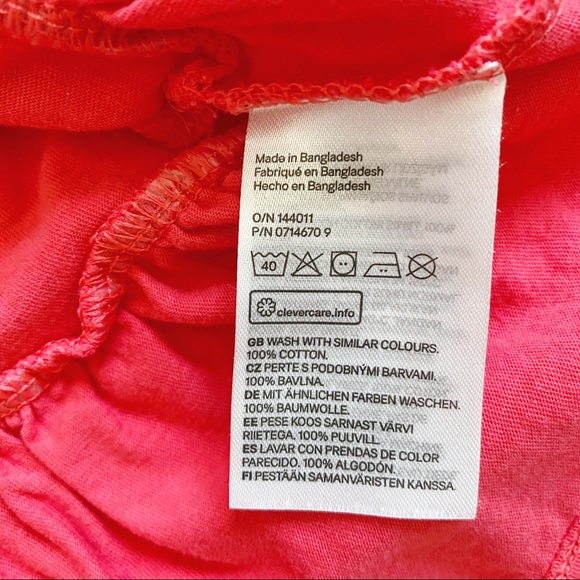 Made in Bangladesh
Fabriqué en Bangladesh
Hecho en Bangladesh
O/N 144011
P/N 0714670 9
40
clevercare.info
GB WASH WITH SIMILAR COLOURS.
100% COTTON.
CZ PERTE S PODOBNÝMI BARVAMI.
100% BAVLNA.
DE MIT ÄHNLICHEN FARBEN WASCHEN.
100% BAUMWOLLE.
EE PESE KOOS SARNAST VÄRVI
RIIETEGA. 100% PUUVILL.
ES LAVAR CON PRENDAS DE COLOR
PARECIDO. 100% ALGODÓN.
FI PESTÄÄN SAMANVÄRISTEN KANSSA.